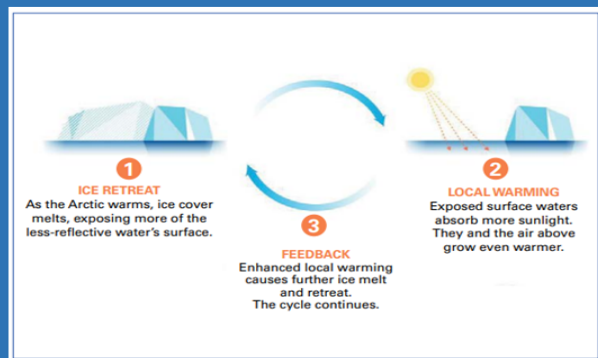 1
ICE RETREAT
As the Arctic warms, ice cover
melts, exposing more of the
less-reflective water's surface.
2
LOCAL WARMING
Exposed surface waters
absorb more sunlight.
They and the air above
grow even warmer.
3
FEEDBACK
Enhanced local warming
causes further ice melt
and retreat.
The cycle continues.